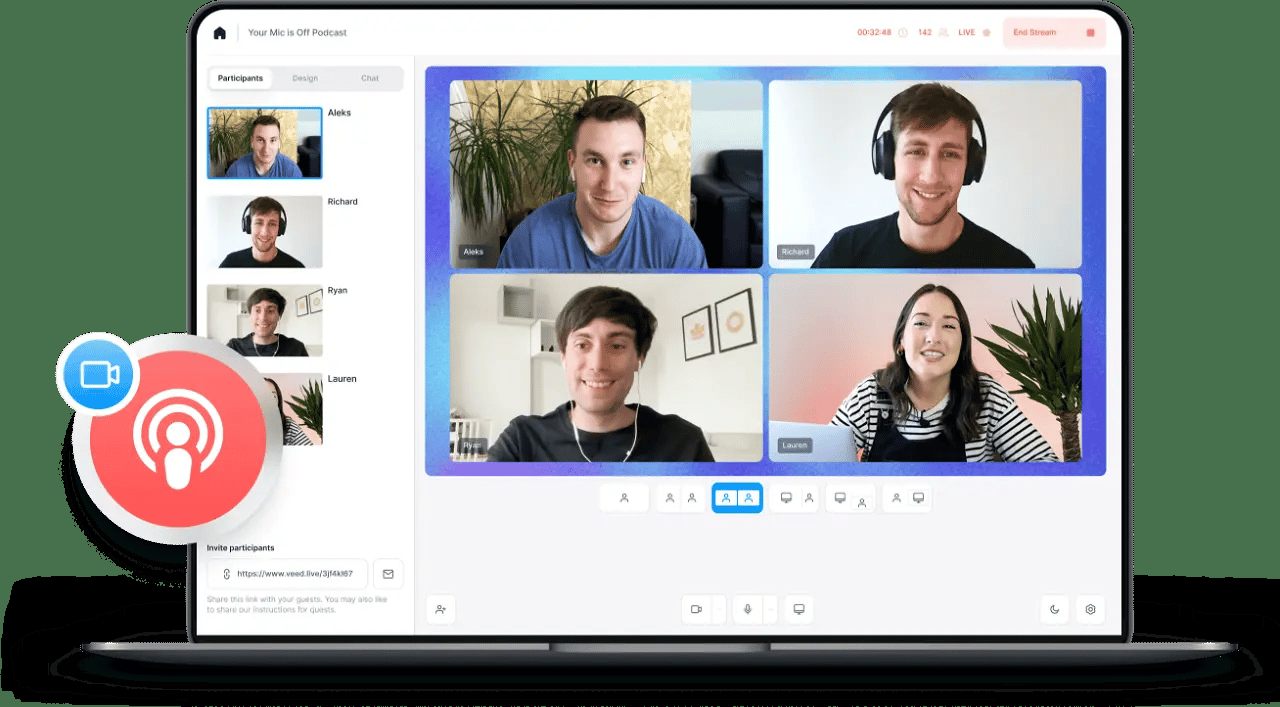 Your Mic is Off Podcast
00:32:48 142 LIVE End Stream
Participants Design Chat
Aleks
Richard
Ryan
Lauren
Aleks
Richard
Ryan
Lauren
Invite participants
https://www.veed.live/3jf4kl67
Share this link with your guests. You may also like
to share our instructions for guests.